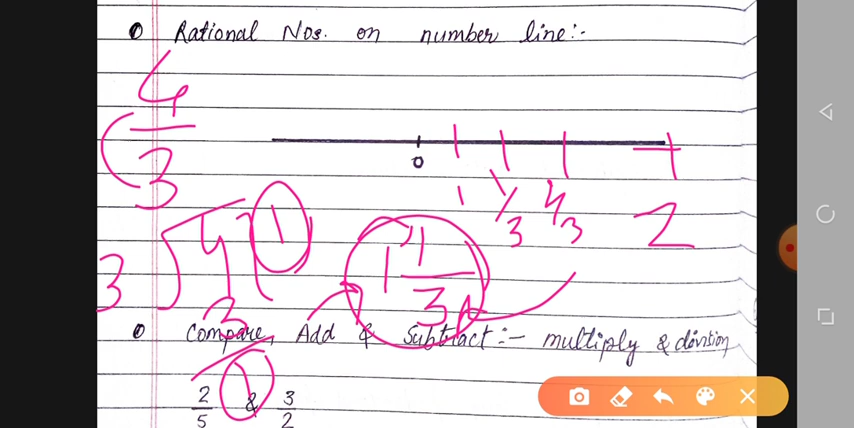 Rational Nos. on number line:-
4/3
0 1 1/3 2/3 2
3 4 1
3
1
1 1/3
Compare, Add & Subtract:- multiply & division
2/5 & 3/2